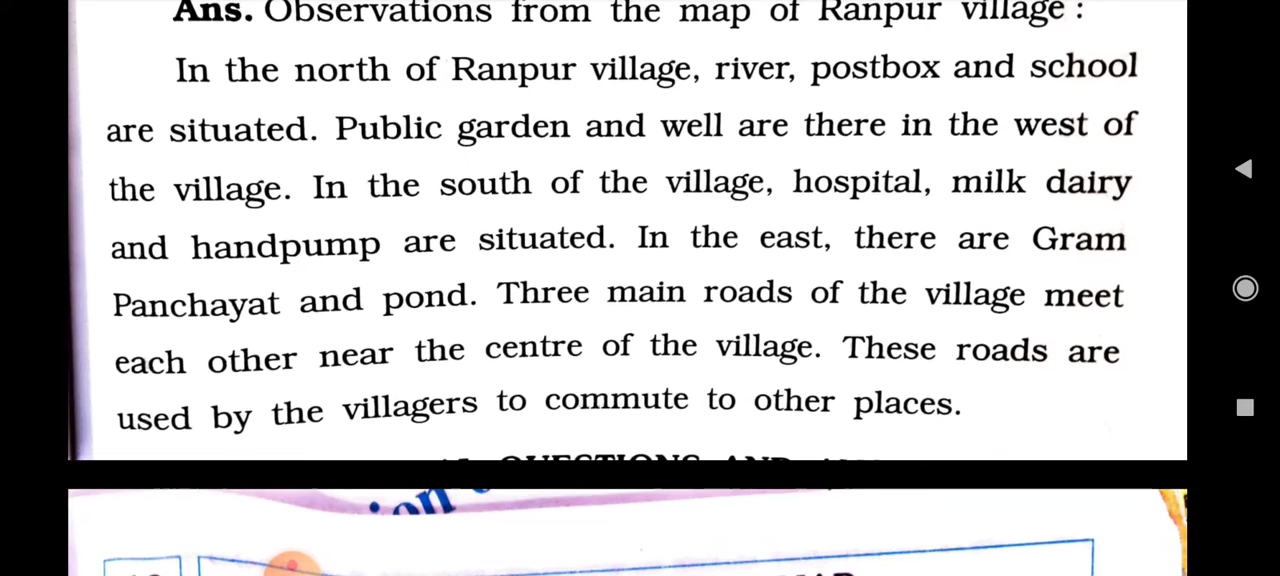 Ans. Observations from the map of Ranpur village :
In the north of Ranpur village, river, postbox and school
are situated. Public garden and well are there in the west of
the village. In the south of the village, hospital, milk dairy
and handpump are situated. In the east, there are Gram
Panchayat and pond. Three main roads of the village meet
each other near the centre of the village. These roads are
used by the villagers to commute to other places.
QUESTIONS AND